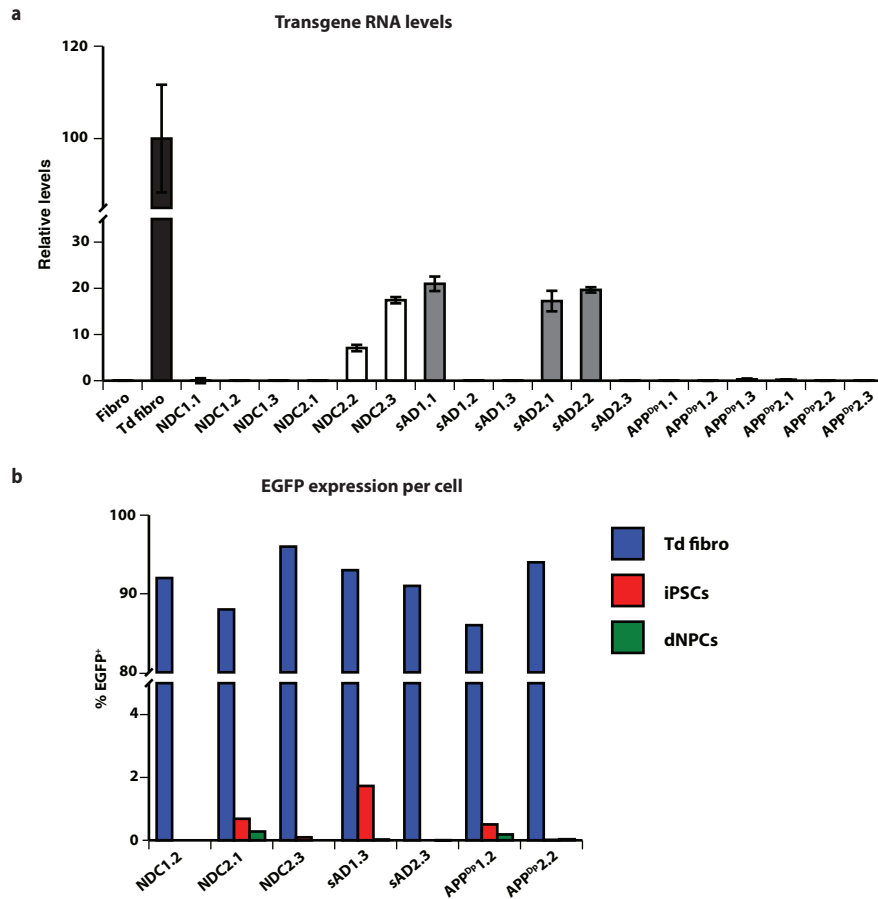 a
Transgene RNA levels
Relative levels
120
100
30
20
10
0
Fibro
Td fibro
NDC1.1
NDC1.2
NDC1.3
NDC2.1
NDC2.2
NDC2.3
sAD1.1
sAD1.2
sAD1.3
sAD2.1
sAD2.2
sAD2.3
APPᴰᵖ1.1
APPᴰᵖ1.2
APPᴰᵖ1.3
APPᴰᵖ2.1
APPᴰᵖ2.2
APPᴰᵖ2.3
b
EGFP expression per cell
% EGFP⁺
100
90
80
4
2
0
NDC1.2
NDC2.1
NDC2.3
sAD1.3
sAD2.3
APPᴰᵖ1.2
APPᴰᵖ2.2
Td fibro
iPSCs
dNPCs